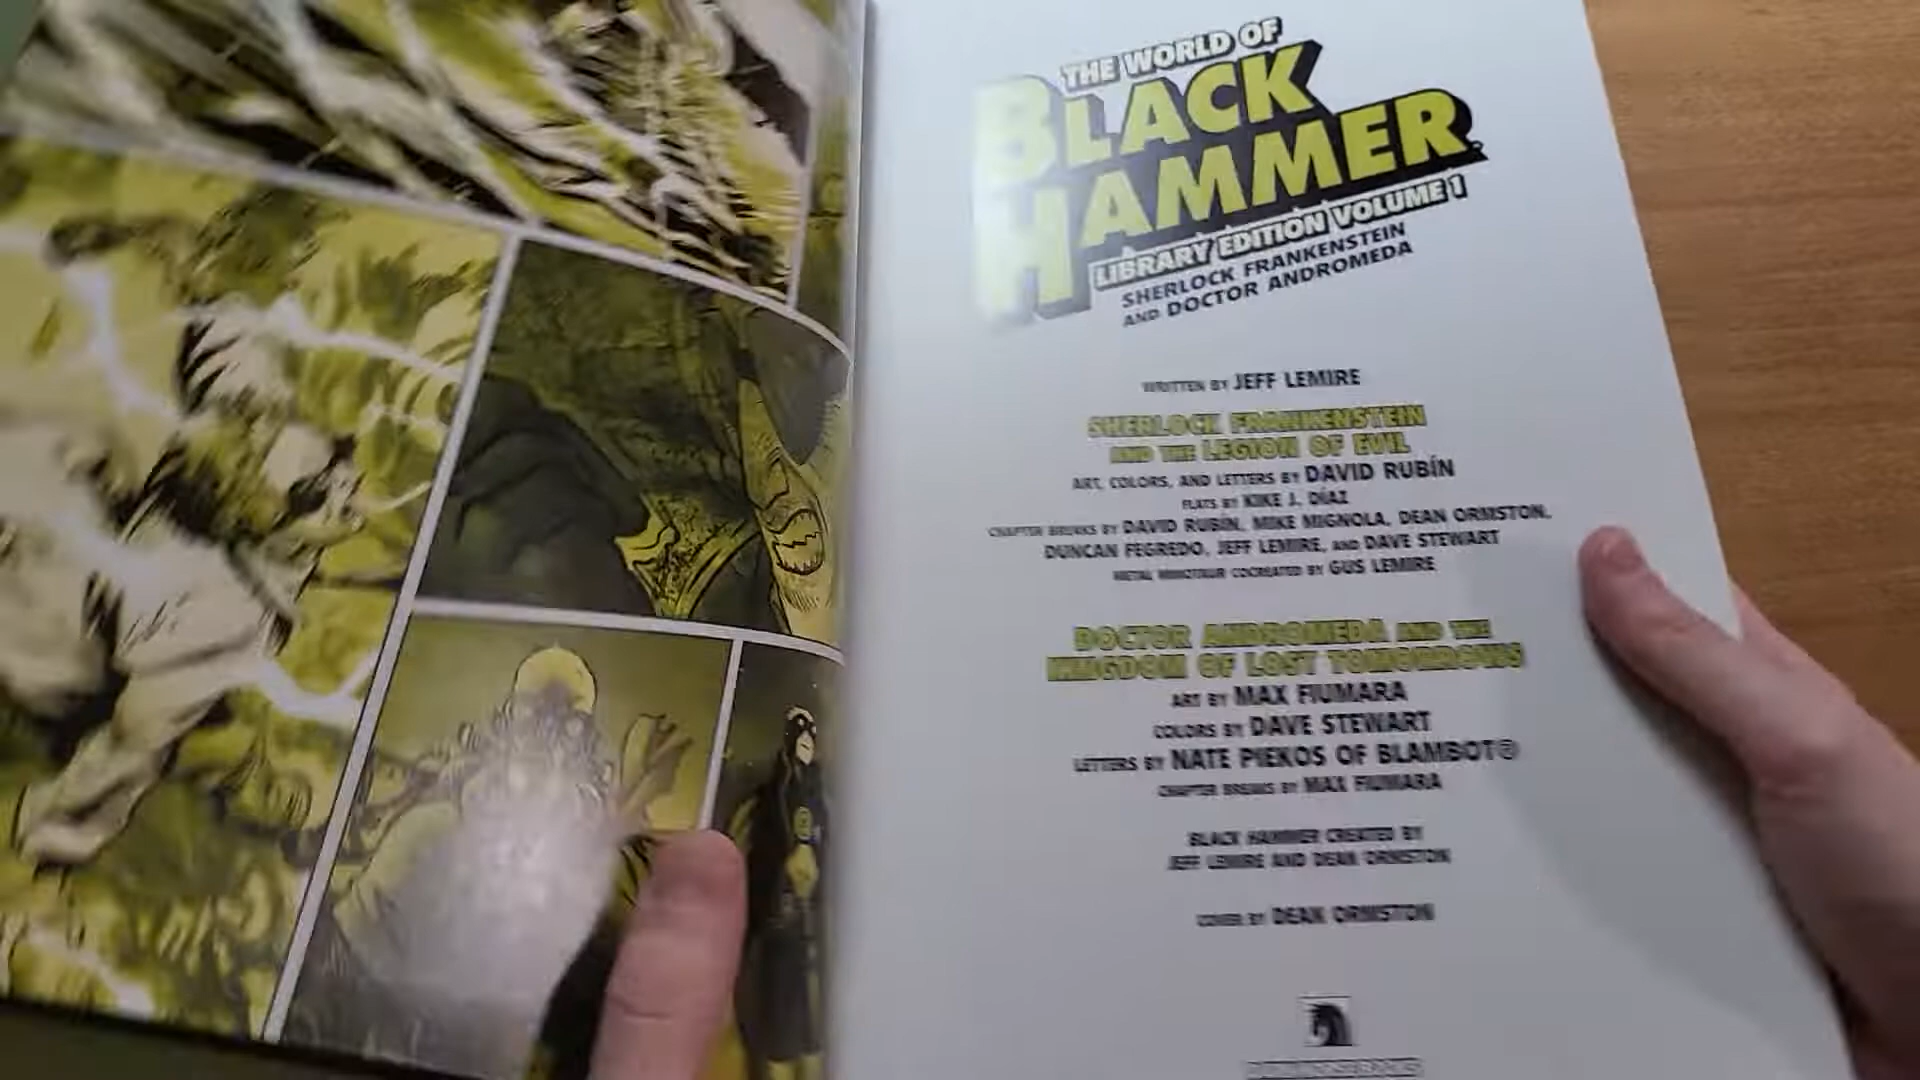 THE WORLD OF
BLACK
HAMMER
LIBRARY EDITION VOLUME 1
SHERLOCK FRANKENSTEIN
AND DOCTOR ANDROMEDA
WRITTEN BY JEFF LEMIRE
SHERLOCK FRANKENSTEIN
AND THE LEGION OF EVIL
ART, COLORS, AND LETTERS BY DAVID RUBÍN
FLATS BY KIKE J. DÍAZ
CHAPTER BREAKS BY DAVID RUBÍN, MIKE MIGNOLA, DEAN ORMSTON,
DUNCAN FEGREDO, JEFF LEMIRE, AND DAVE STEWART
METAL MINOTAUR COCREATED BY GUS LEMIRE
DOCTOR ANDROMEDA AND THE
KINGDOM OF LOST TOMORROWS
ART BY MAX FIUMARA
COLORS BY DAVE STEWART
LETTERS BY NATE PIEKOS OF BLAMBOT®
CHAPTER BREAKS BY MAX FIUMARA
BLACK HAMMER CREATED BY
JEFF LEMIRE AND DEAN ORMSTON
COVER BY DEAN ORMSTON